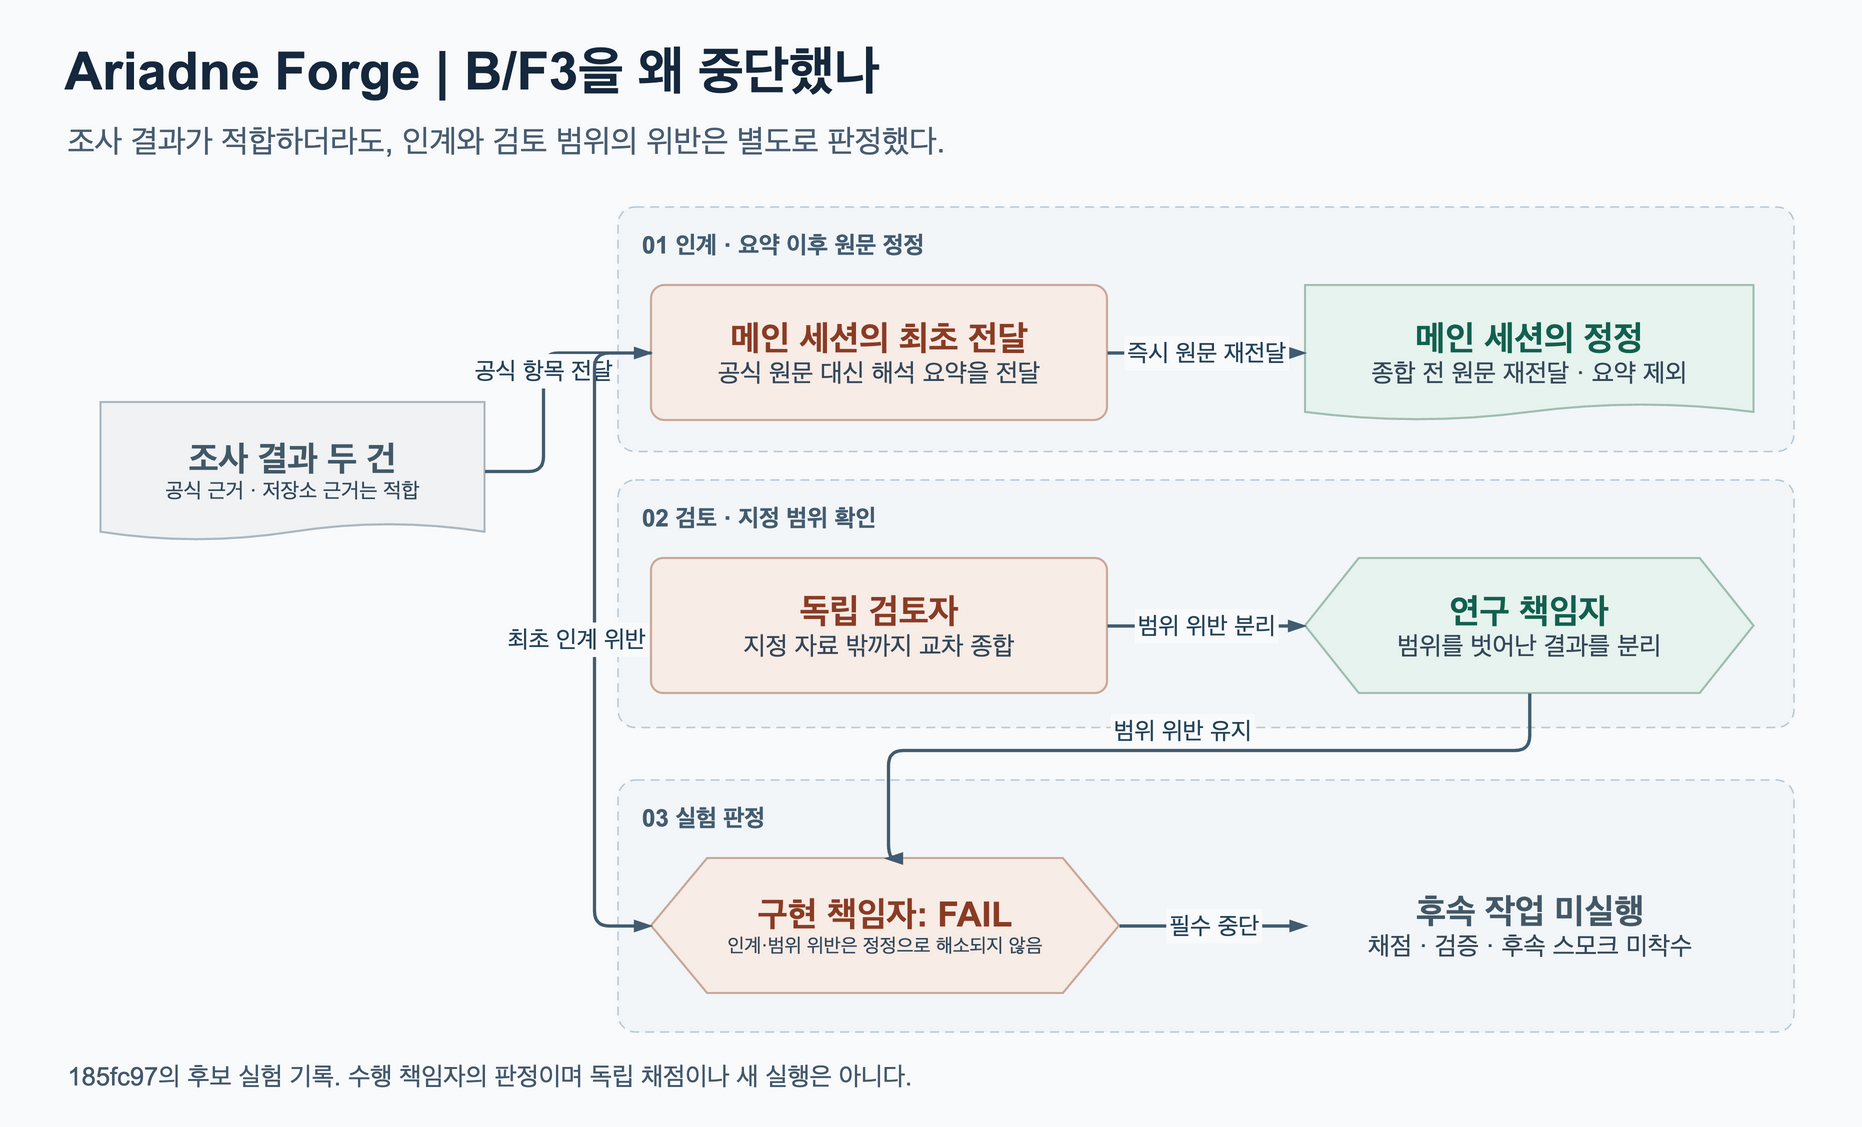 Ariadne Forge | B/F3을 왜 중단했나
조사 결과가 적합하더라도, 인계와 검토 범위의 위반은 별도로 판정했다.
01 인계 · 요약 이후 원문 정정
메인 세션의 최초 전달
공식 원문 대신 해석 요약을 전달
즉시 원문 재전달
메인 세션의 정정
종합 전 원문 재전달 · 요약 제외
공식 항목 전달
조사 결과 두 건
공식 근거 · 저장소 근거는 적합
02 검토 · 지정 범위 확인
독립 검토자
지정 자료 밖까지 교차 종합
범위 위반 분리
연구 책임자
범위를 벗어난 결과를 분리
최초 인계 위반
범위 위반 유지
03 실험 판정
구현 책임자: FAIL
인계·범위 위반은 정정으로 해소되지 않음
필수 중단
후속 작업 미실행
채점 · 검증 · 후속 스모크 미착수
185fc97의 후보 실험 기록. 수행 책임자의 판정이며 독립 채점이나 새 실행은 아니다.